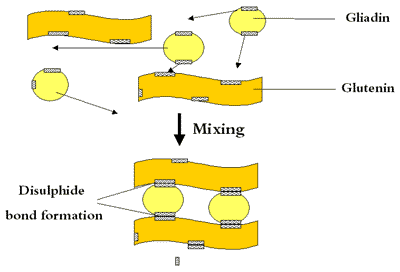 Gliadin
Glutenin
Mixing
Disulphide
bond formation